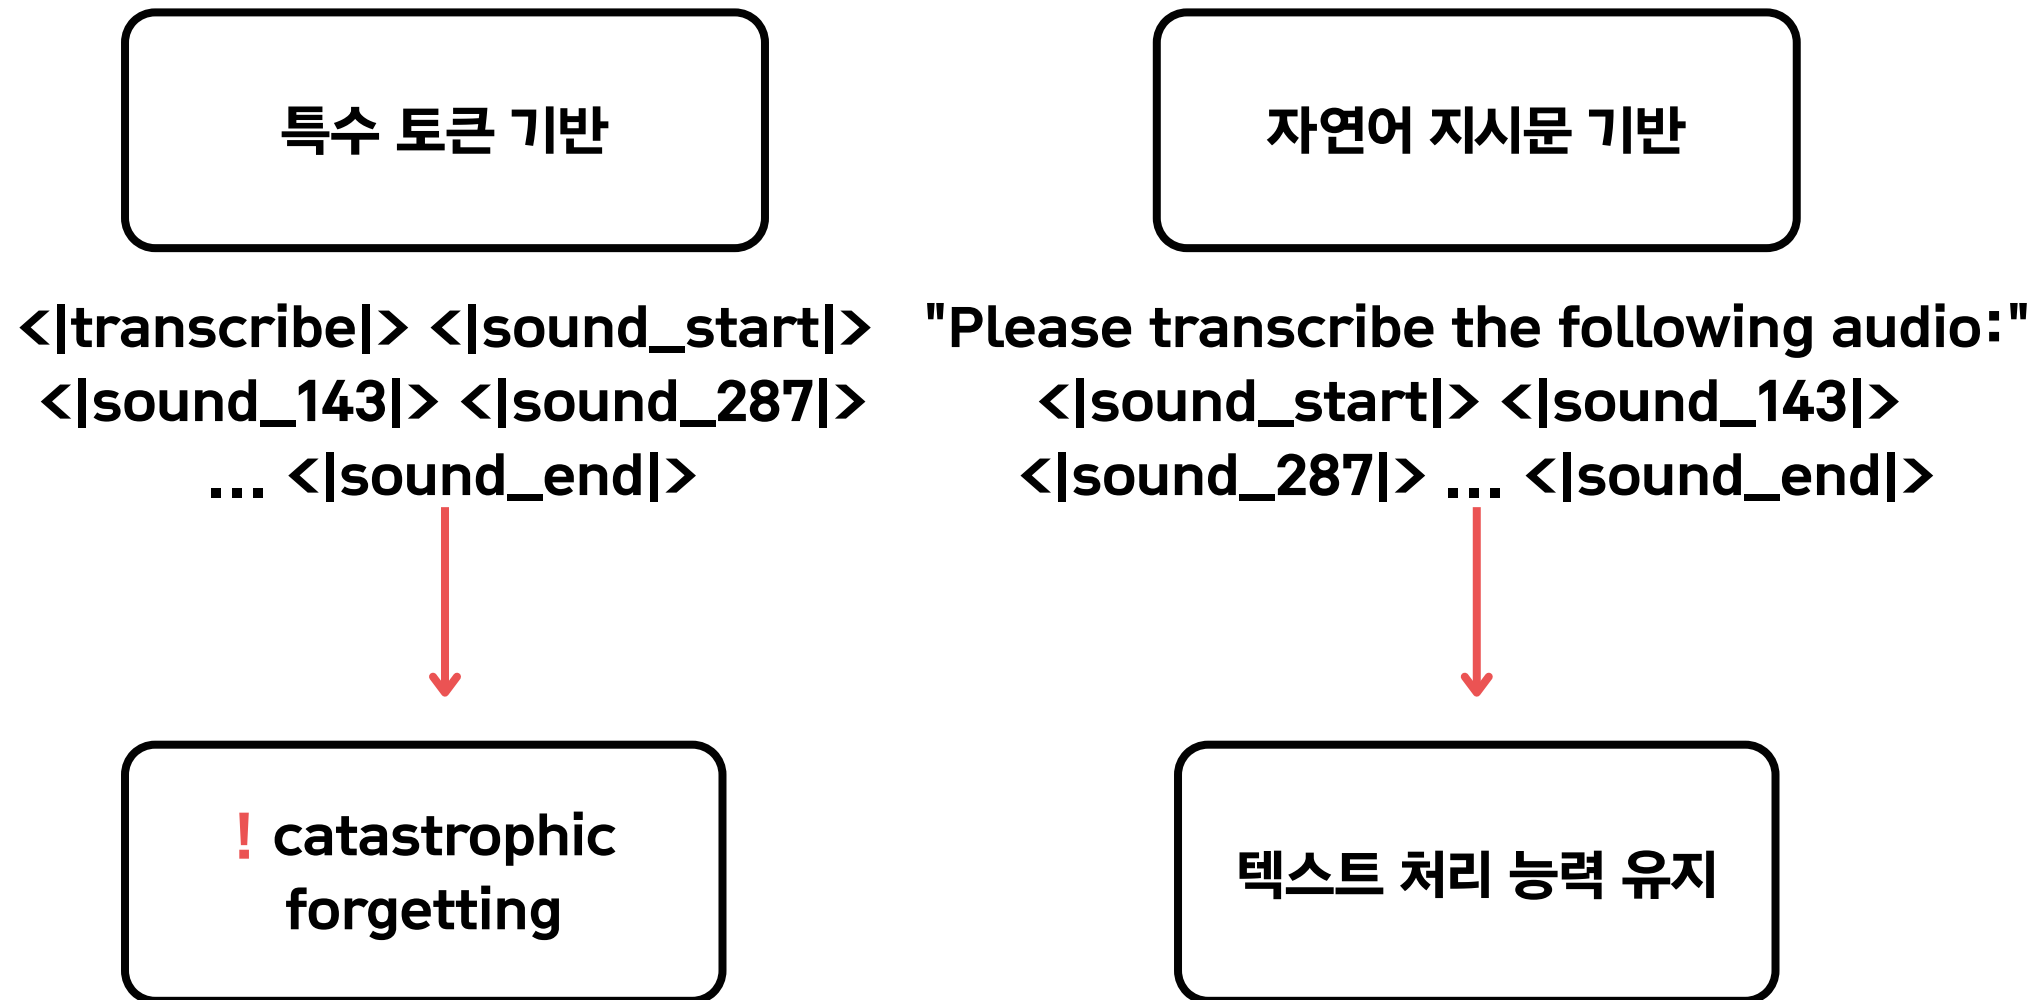 특수 토큰 기반
<|transcribe|> <|sound_start|>
<|sound_143|> <|sound_287|>
... <|sound_end|>
! catastrophic
forgetting
자연어 지시문 기반
"Please transcribe the following audio:"
<|sound_start|> <|sound_143|>
<|sound_287|> ... <|sound_end|>
텍스트 처리 능력 유지